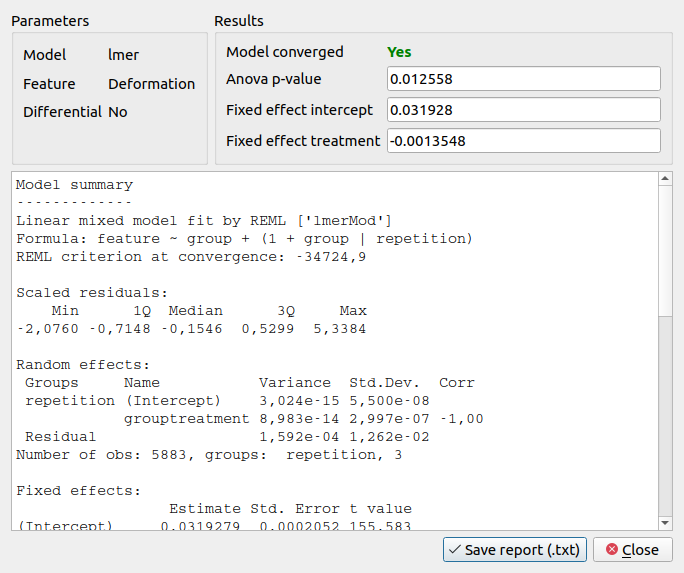 Parameters
Model lmer
Feature Deformation
Differential No
Results
Model converged Yes
Anova p-value 0.012558
Fixed effect intercept 0.031928
Fixed effect treatment -0.0013548
Model summary
-------------
Linear mixed model fit by REML ['lmerMod']
Formula: feature ~ group + (1 + group | repetition)
REML criterion at convergence: -34724,9
Scaled residuals:
    Min      1Q  Median      3Q     Max
-2,0760 -0,7148 -0,1546  0,5299  5,3384
Random effects:
 Groups     Name           Variance  Std.Dev.  Corr
 repetition (Intercept)    3,024e-15 5,500e-08
            grouptreatment 8,983e-14 2,997e-07 -1,00
 Residual                  1,592e-04 1,262e-02
Number of obs: 5883, groups:  repetition, 3
Fixed effects:
                 Estimate Std. Error t value
(Intercept)     0.0319279  0.0002052 155.583
Save report (.txt)
Close